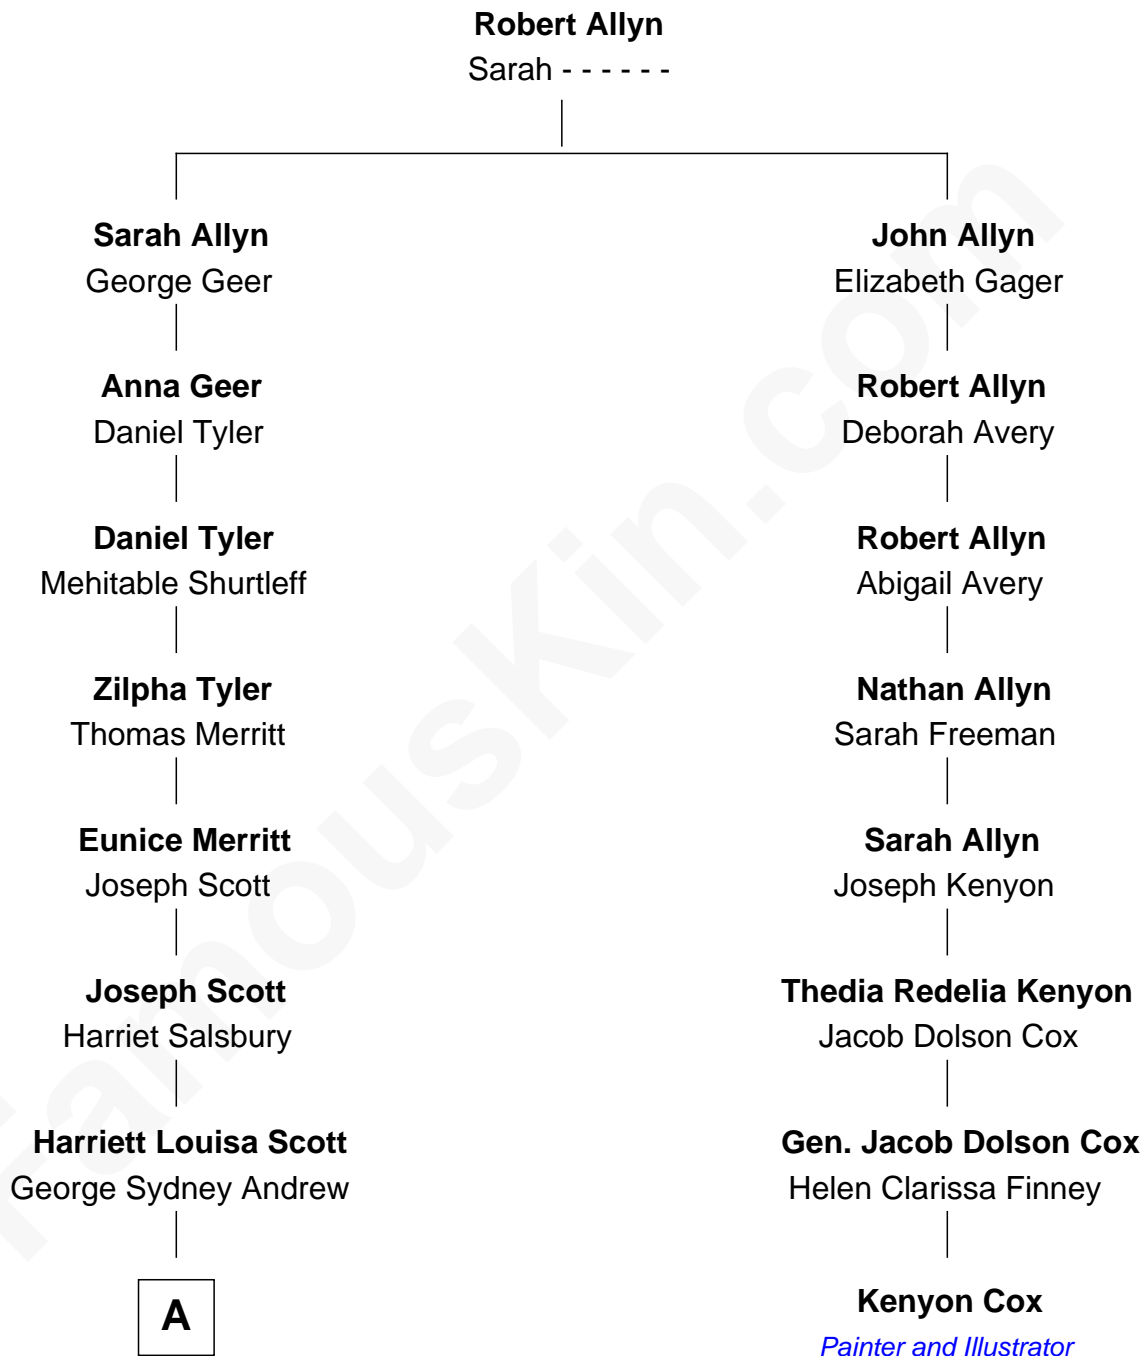 Robert Allyn
Sarah - - - - - -
Sarah Allyn
George Geer
John Allyn
Elizabeth Gager
Anna Geer
Daniel Tyler
Robert Allyn
Deborah Avery
Daniel Tyler
Mehitable Shurtleff
Robert Allyn
Abigail Avery
Zilpha Tyler
Thomas Merritt
Nathan Allyn
Sarah Freeman
Eunice Merritt
Joseph Scott
Sarah Allyn
Joseph Kenyon
Joseph Scott
Harriet Salsbury
Thedia Redelia Kenyon
Jacob Dolson Cox
Harriett Louisa Scott
George Sydney Andrew
Gen. Jacob Dolson Cox
Helen Clarissa Finney
A
Kenyon Cox
Painter and Illustrator
FamousKin.com